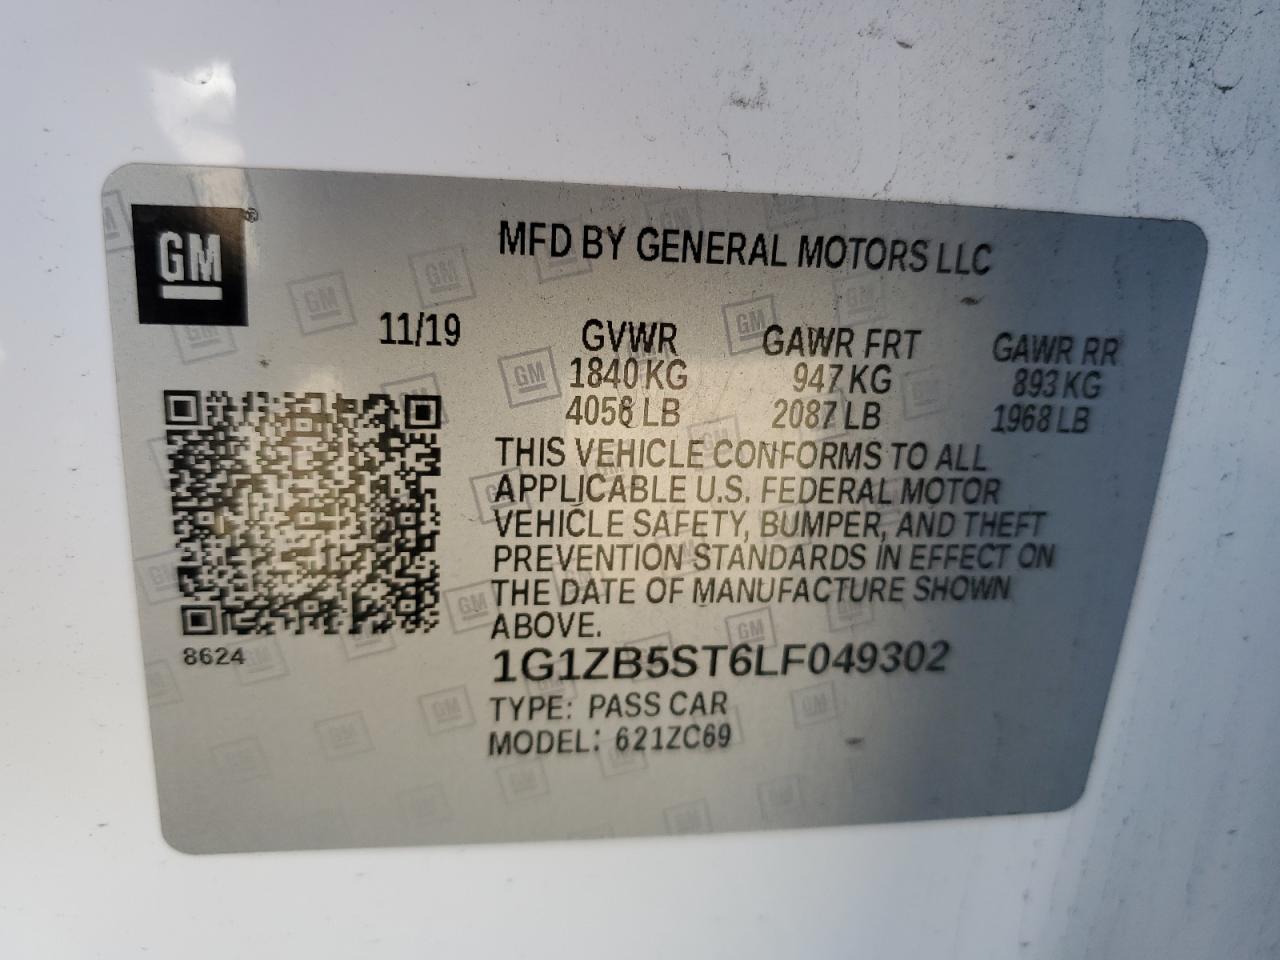 GM®
MFD BY GENERAL MOTORS LLC
11/19
GVWR GAWR FRT GAWR RR
1840 KG 947 KG 893 KG
4056 LB 2087 LB 1968 LB
THIS VEHICLE CONFORMS TO ALL
APPLICABLE U.S. FEDERAL MOTOR
VEHICLE SAFETY, BUMPER, AND THEFT
PREVENTION STANDARDS IN EFFECT ON
THE DATE OF MANUFACTURE SHOWN
ABOVE.
8624
1G1ZB5ST6LF049302
TYPE: PASS CAR
MODEL: 621ZC69